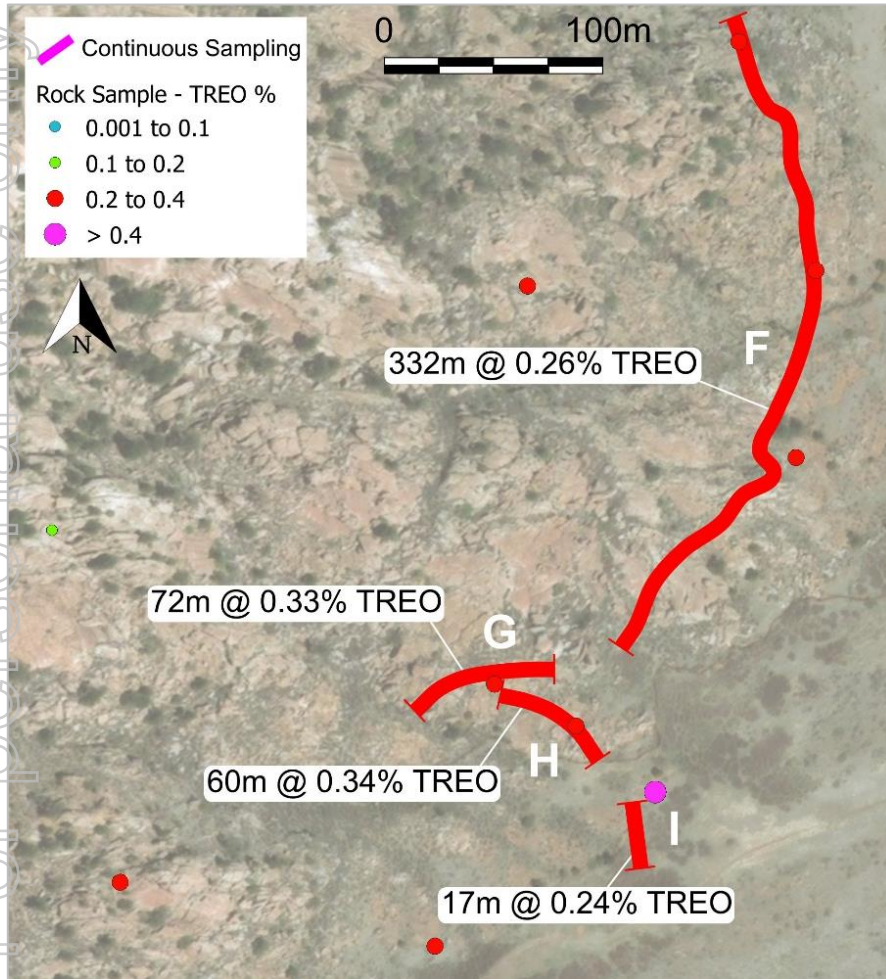 Continuous Sampling
Rock Sample - TREO %
0.001 to 0.1
0.1 to 0.2
0.2 to 0.4
> 0.4
0 100m
N
F
332m @ 0.26% TREO
72m @ 0.33% TREO
G
H
60m @ 0.34% TREO
I
17m @ 0.24% TREO